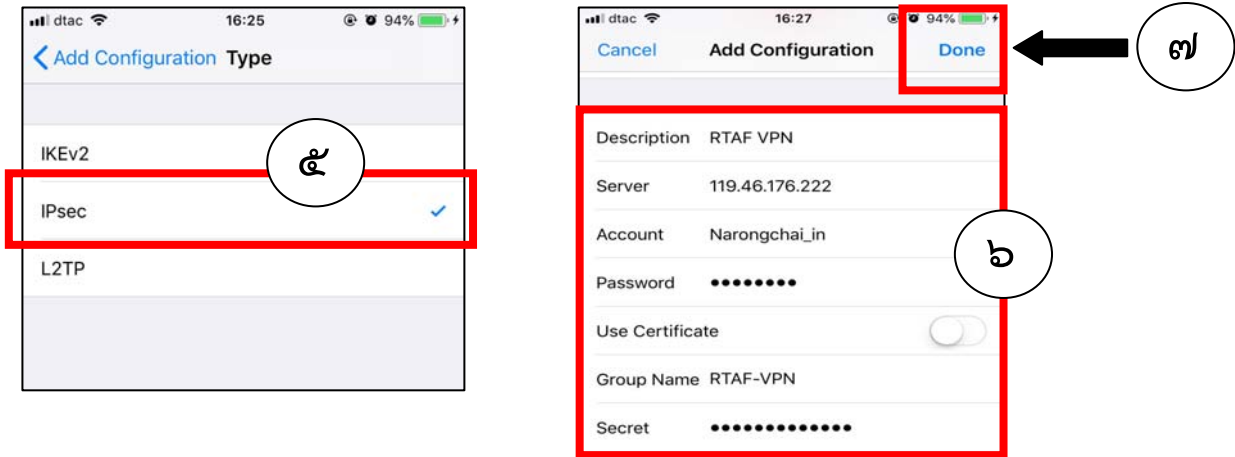 dtac 16:25 94%
Add Configuration Type
IKEv2
๕
IPsec
L2TP
dtac 16:27 94%
Cancel Add Configuration Done
๗
Description RTAF VPN
Server 119.46.176.222
Account Narongchai_in
๖
Password ••••••••
Use Certificate
Group Name RTAF-VPN
Secret •••••••••••••